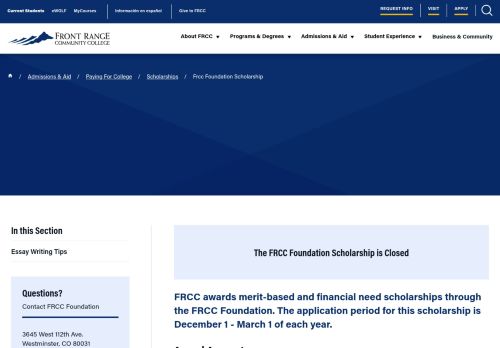 Current Students eWOLF MyCourses Información en español Give to FRCC REQUEST INFO VISIT APPLY
FRONT RANGE
COMMUNITY COLLEGE
About FRCC Programs & Degrees Admissions & Aid Student Experience Business & Community
/ Admissions & Aid / Paying For College / Scholarships / Frcc Foundation Scholarship
In this Section
Essay Writing Tips
Questions?
Contact FRCC Foundation
3645 West 112th Ave.
Westminster, CO 80031
The FRCC Foundation Scholarship is Closed
FRCC awards merit-based and financial need scholarships through
the FRCC Foundation. The application period for this scholarship is
December 1 - March 1 of each year.